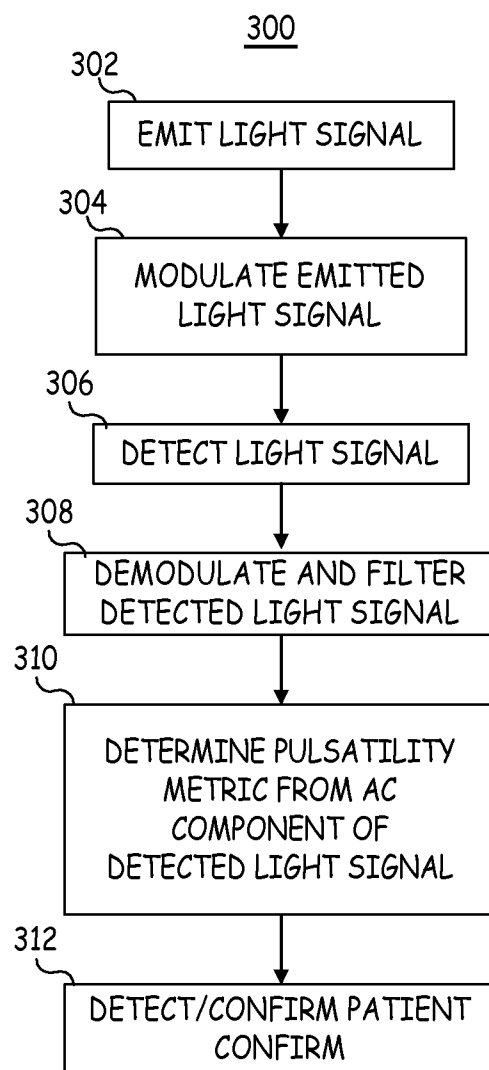 300
302
EMIT LIGHT SIGNAL
304
MODULATE EMITTED
LIGHT SIGNAL
306
DETECT LIGHT SIGNAL
308
DEMODULATE AND FILTER
DETECTED LIGHT SIGNAL
310
DETERMINE PULSATILITY
METRIC FROM AC
COMPONENT OF
DETECTED LIGHT SIGNAL
312
DETECT/CONFIRM PATIENT
CONFIRM